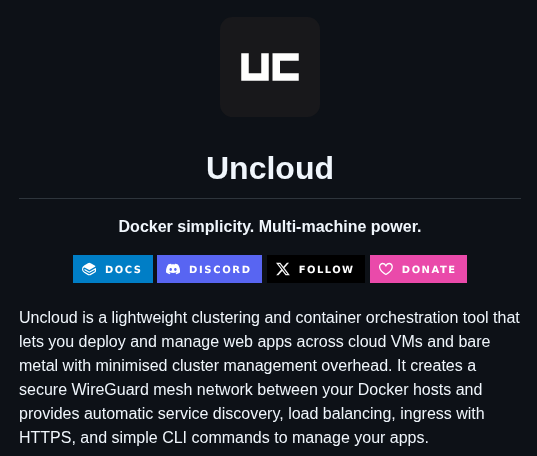 UC
Uncloud
Docker simplicity. Multi-machine power.
DOCS DISCORD FOLLOW DONATE
Uncloud is a lightweight clustering and container orchestration tool that
lets you deploy and manage web apps across cloud VMs and bare
metal with minimised cluster management overhead. It creates a
secure WireGuard mesh network between your Docker hosts and
provides automatic service discovery, load balancing, ingress with
HTTPS, and simple CLI commands to manage your apps.